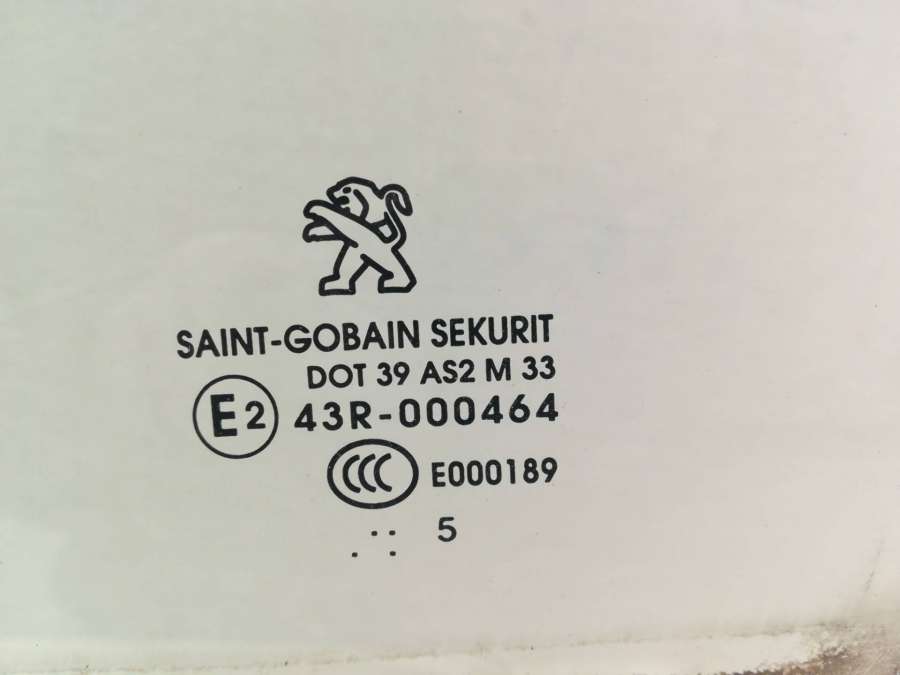 SAINT-GOBAIN SEKURIT
DOT 39 AS2 M 33
E2 43R-000464
CCC E000189
.: : 5